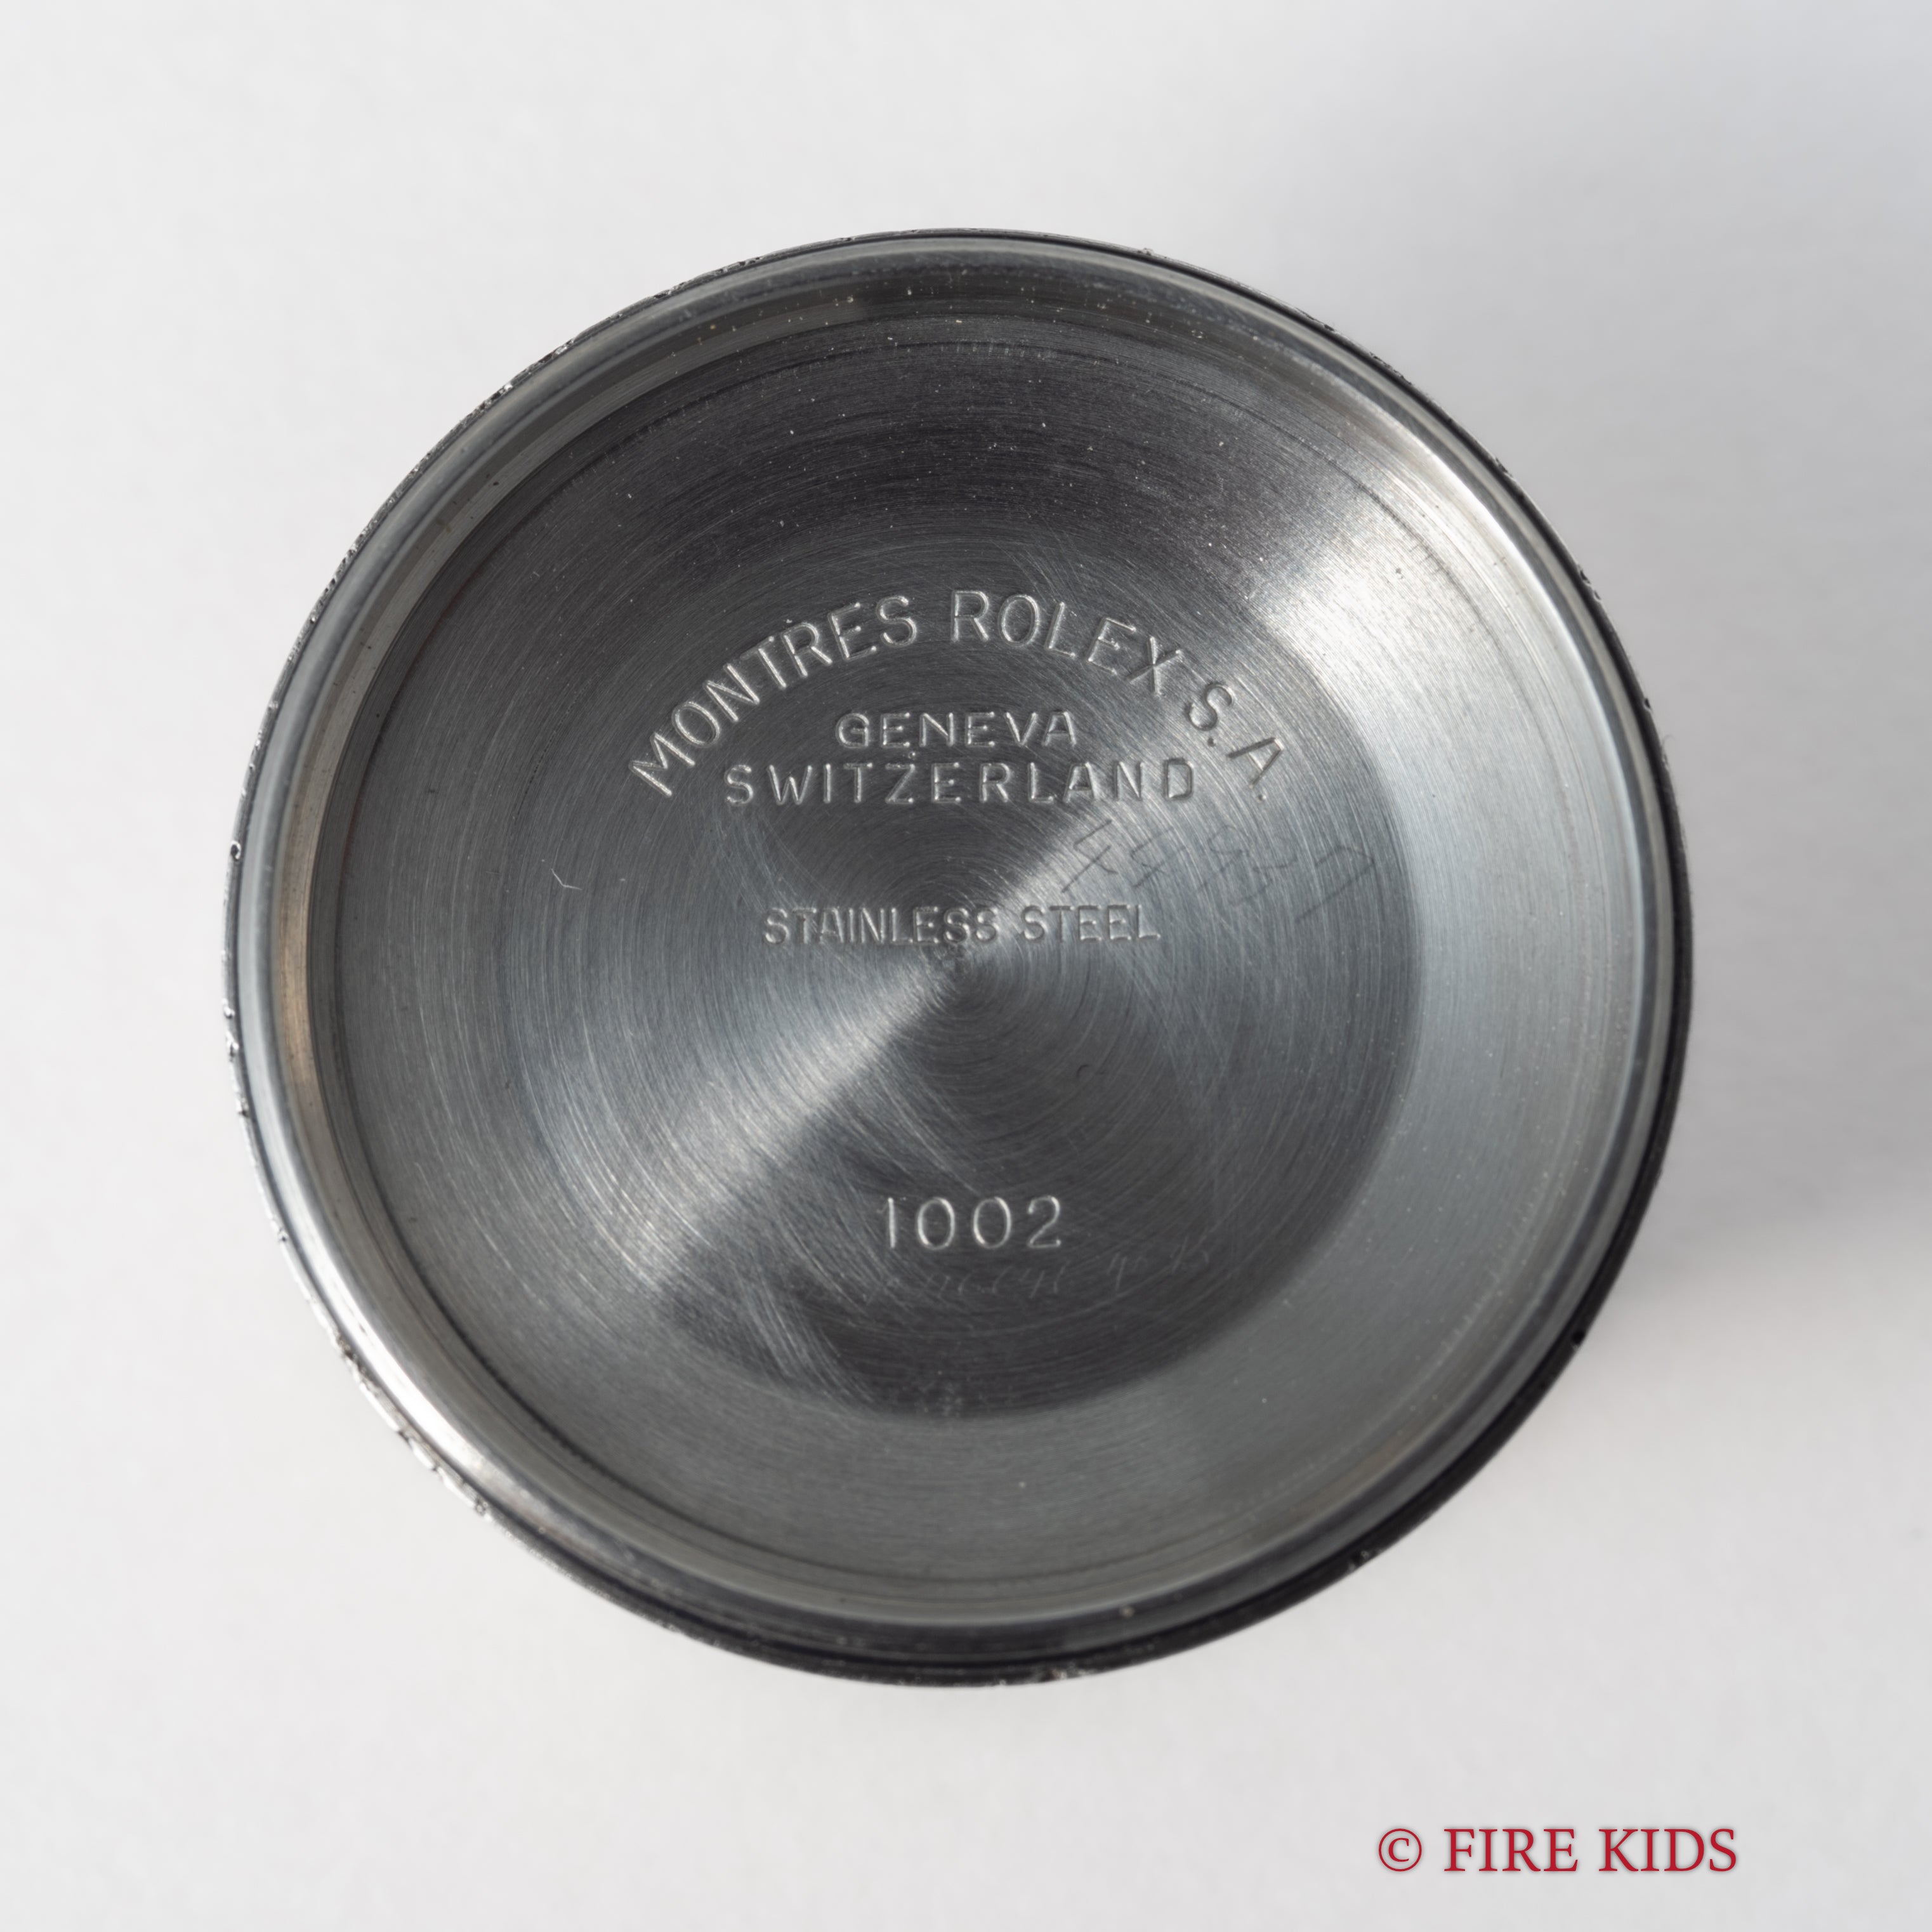 MONTRES ROLEX S.A.
GENEVA
SWITZERLAND
STAINLESS STEEL
1002
© FIRE KIDS